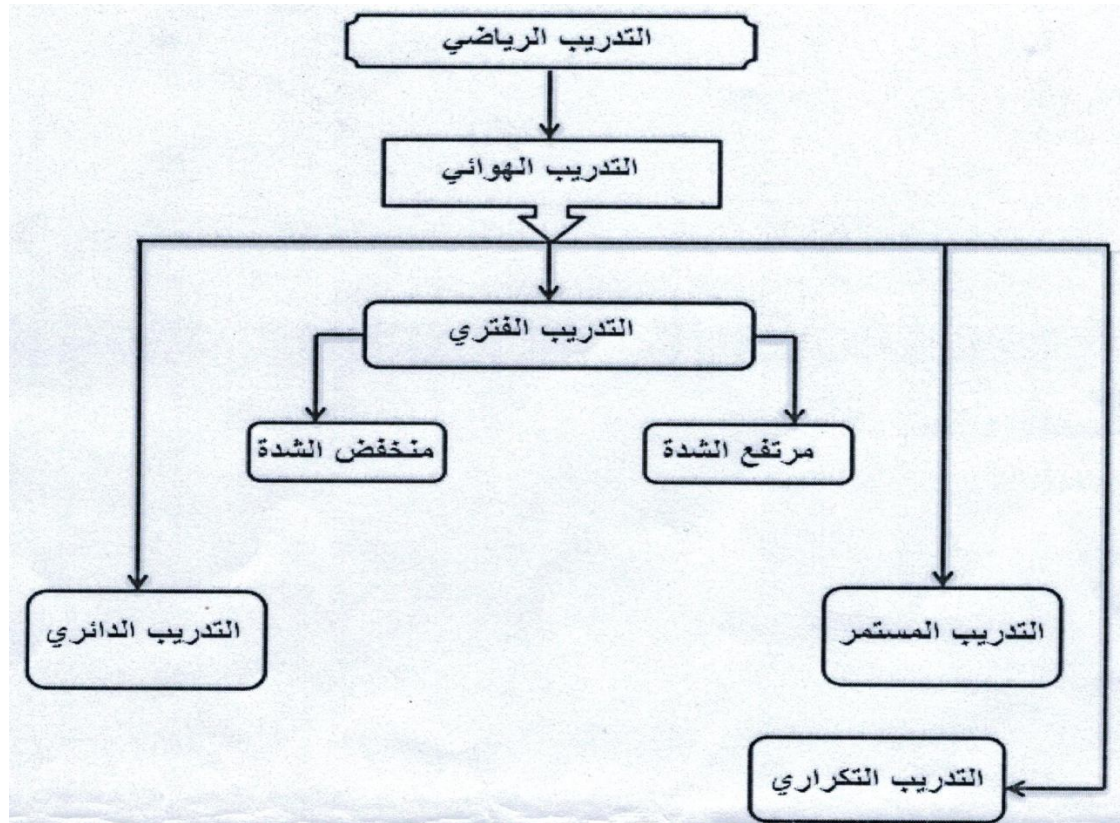 التدريب الرياضي
التدريب الهوائي
التدريب الفتري
مرتفع الشدة
منخفض الشدة
التدريب المستمر
التدريب الدائري
التدريب التكراري